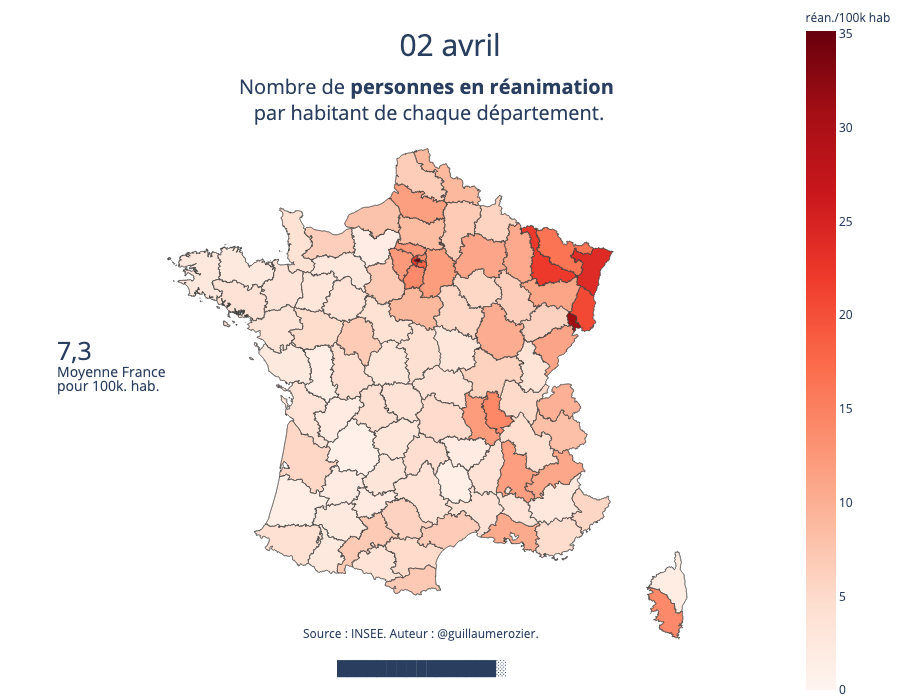 réan./100k hab
02 avril
Nombre de personnes en réanimation
par habitant de chaque département.
35
30
25
20
15
10
5
0
7,3
Moyenne France
pour 100k. hab.
Source : INSEE. Auteur : @guillaumerozier.